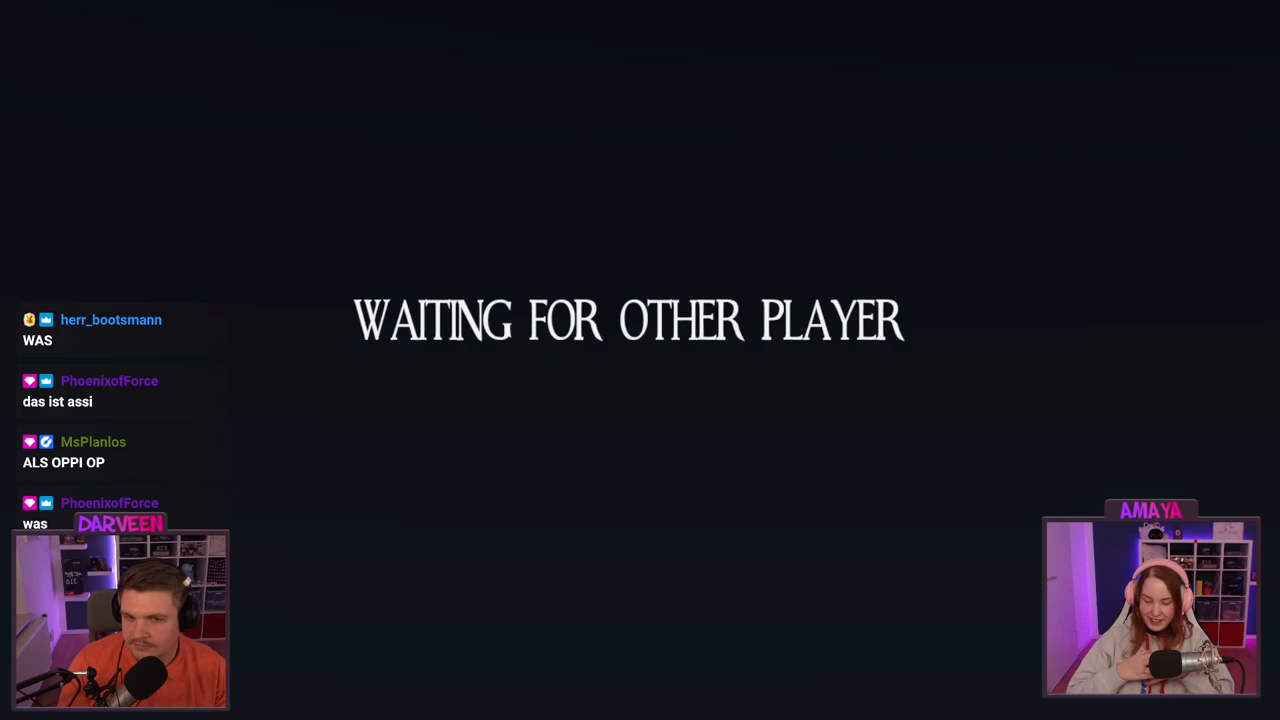 WAITING FOR OTHER PLAYER
herr_bootsmann
WAS
PhoenixofForce
das ist assi
MsPlanlos
ALS OPPI OP
PhoenixofForce
was
DARVEEN
AMAYA